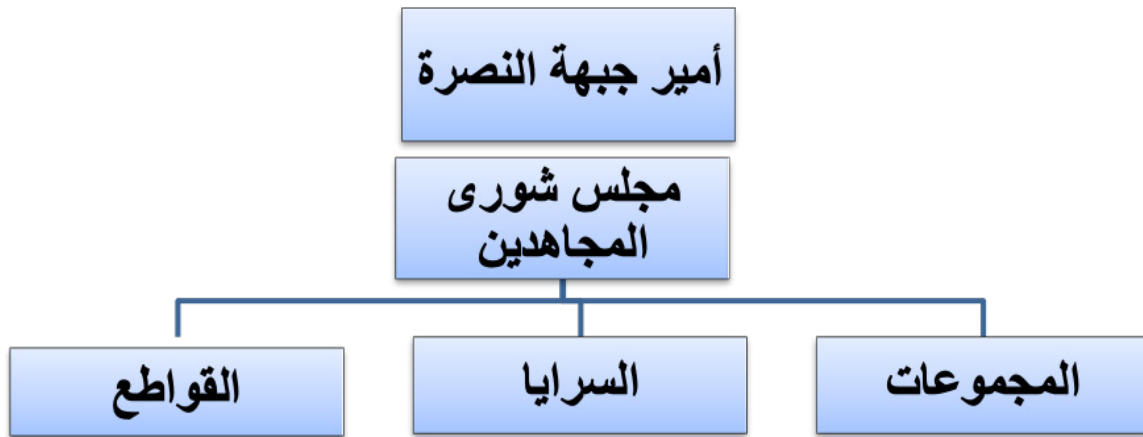 أمير جبهة النصرة
مجلس شورى
المجاهدين
المجموعات
السرايا
القواطع